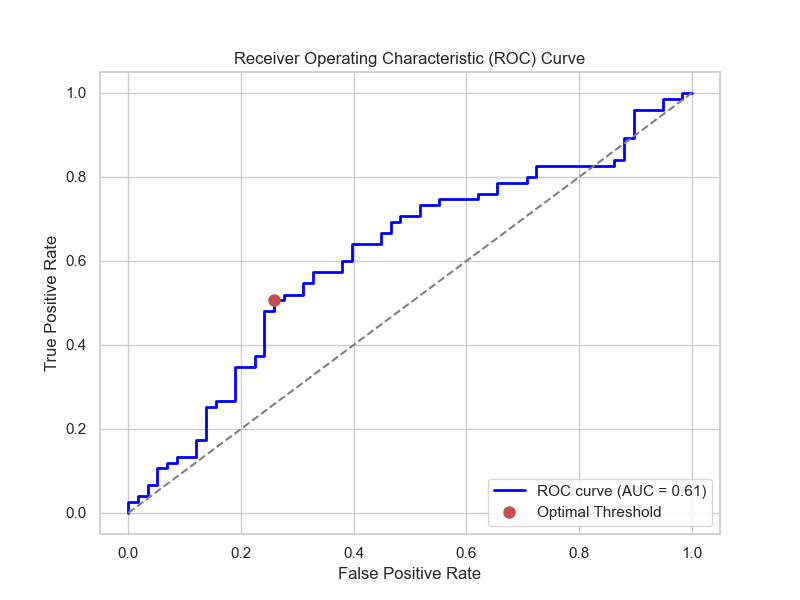 Receiver Operating Characteristic (ROC) Curve
True Positive Rate
1.0
0.8
0.6
0.4
0.2
0.0
ROC curve (AUC = 0.61)
Optimal Threshold
0.0 0.2 0.4 0.6 0.8 1.0
False Positive Rate